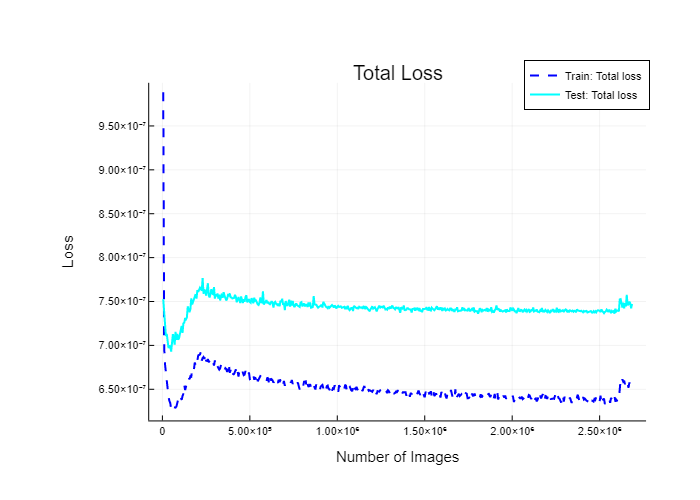 Total Loss
Train: Total loss
Test: Total loss
9.50×10⁻⁷
9.00×10⁻⁷
8.50×10⁻⁷
8.00×10⁻⁷
7.50×10⁻⁷
7.00×10⁻⁷
6.50×10⁻⁷
Loss
0 5.00×10⁵ 1.00×10⁶ 1.50×10⁶ 2.00×10⁶ 2.50×10⁶
Number of Images